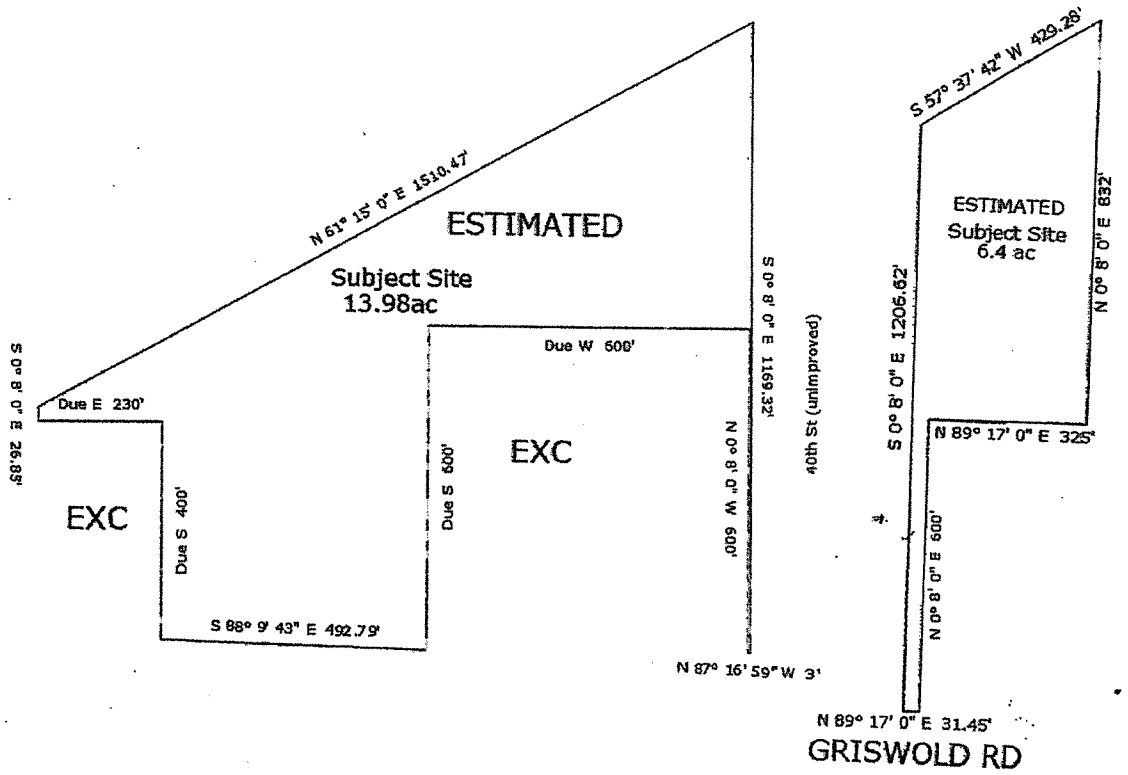 S 57° 37' 42" W 429.28'
N 61° 15' 0" E 1510.47'
ESTIMATED
Subject Site
13.98ac
ESTIMATED
Subject Site
6.4 ac
N 0° 8' 0" E 832'
S 0° 8' 0" E 1169.32'
40th St (unimproved)
S 0° 8' 0" E 1206.62'
Due W 600'
S 0° 8' 0" E 26.85'
Due E 230'
N 89° 17' 0" E 325'
EXC
Due S 400'
Due S 600'
EXC
N 0° 8' 0" W 600'
N 0° 8' 0" E 600'
S 88° 9' 43" E 492.79'
N 87° 16' 59" W 3'
N 89° 17' 0" E 31.45'
GRISWOLD RD